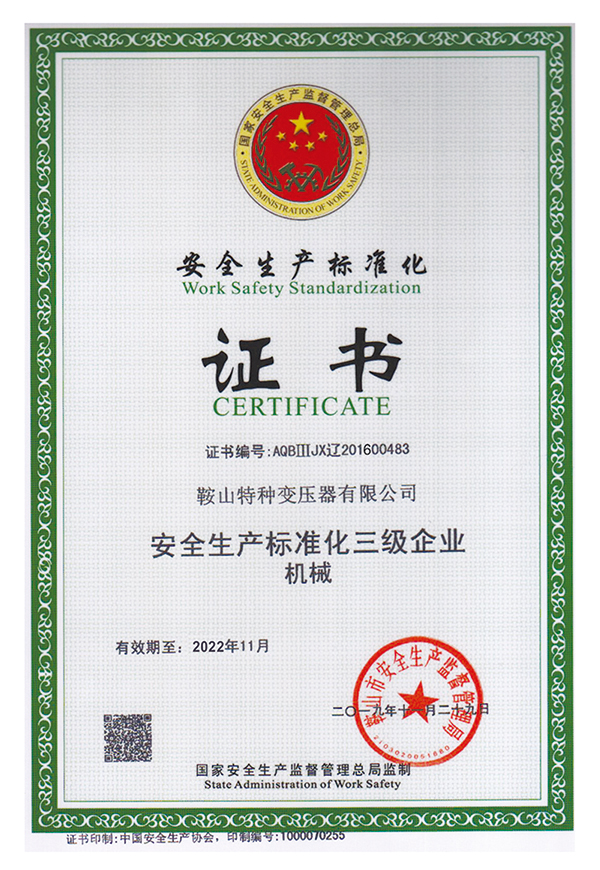 国家安全生产监督管理总局
STATE ADMINISTRATION OF WORK SAFETY
安全生产标准化
Work Safety Standardization
证书
CERTIFICATE
证书编号:AQBⅢJX辽201600483
鞍山特种变压器有限公司
安全生产标准化三级企业
机械
有效期至：2022年11月
鞍山市安全生产监督管理局
二〇一九年十一月二十九日
2103020051680
国家安全生产监督管理总局监制
State Administration of Work Safety
证书印制:中国安全生产协会，印制编号:1000070255